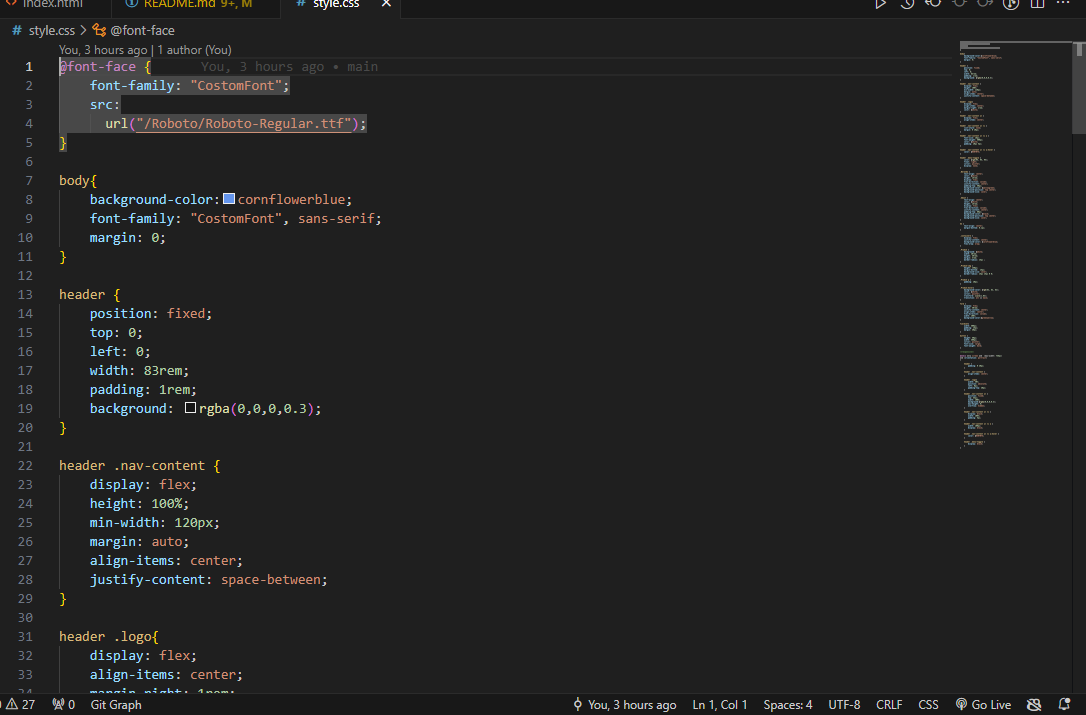 index.html README.md 9+, M # style.css
# style.css > @font-face
You, 3 hours ago | 1 author (You)
1 @font-face { You, 3 hours ago • main
2 font-family: "CostomFont";
3 src:
4 url("/Roboto/Roboto-Regular.ttf");
5 }
6
7 body{
8 background-color: cornflowerblue;
9 font-family: "CostomFont", sans-serif;
10 margin: 0;
11 }
12
13 header {
14 position: fixed;
15 top: 0;
16 left: 0;
17 width: 83rem;
18 padding: 1rem;
19 background: rgba(0,0,0,0.3);
20 }
21
22 header .nav-content {
23 display: flex;
24 height: 100%;
25 min-width: 120px;
26 margin: auto;
27 align-items: center;
28 justify-content: space-between;
29 }
30
31 header .logo{
32 display: flex;
33 align-items: center;
34 margin-right: 1rem;
27 0 Git Graph You, 3 hours ago Ln 1, Col 1 Spaces: 4 UTF-8 CRLF CSS Go Live